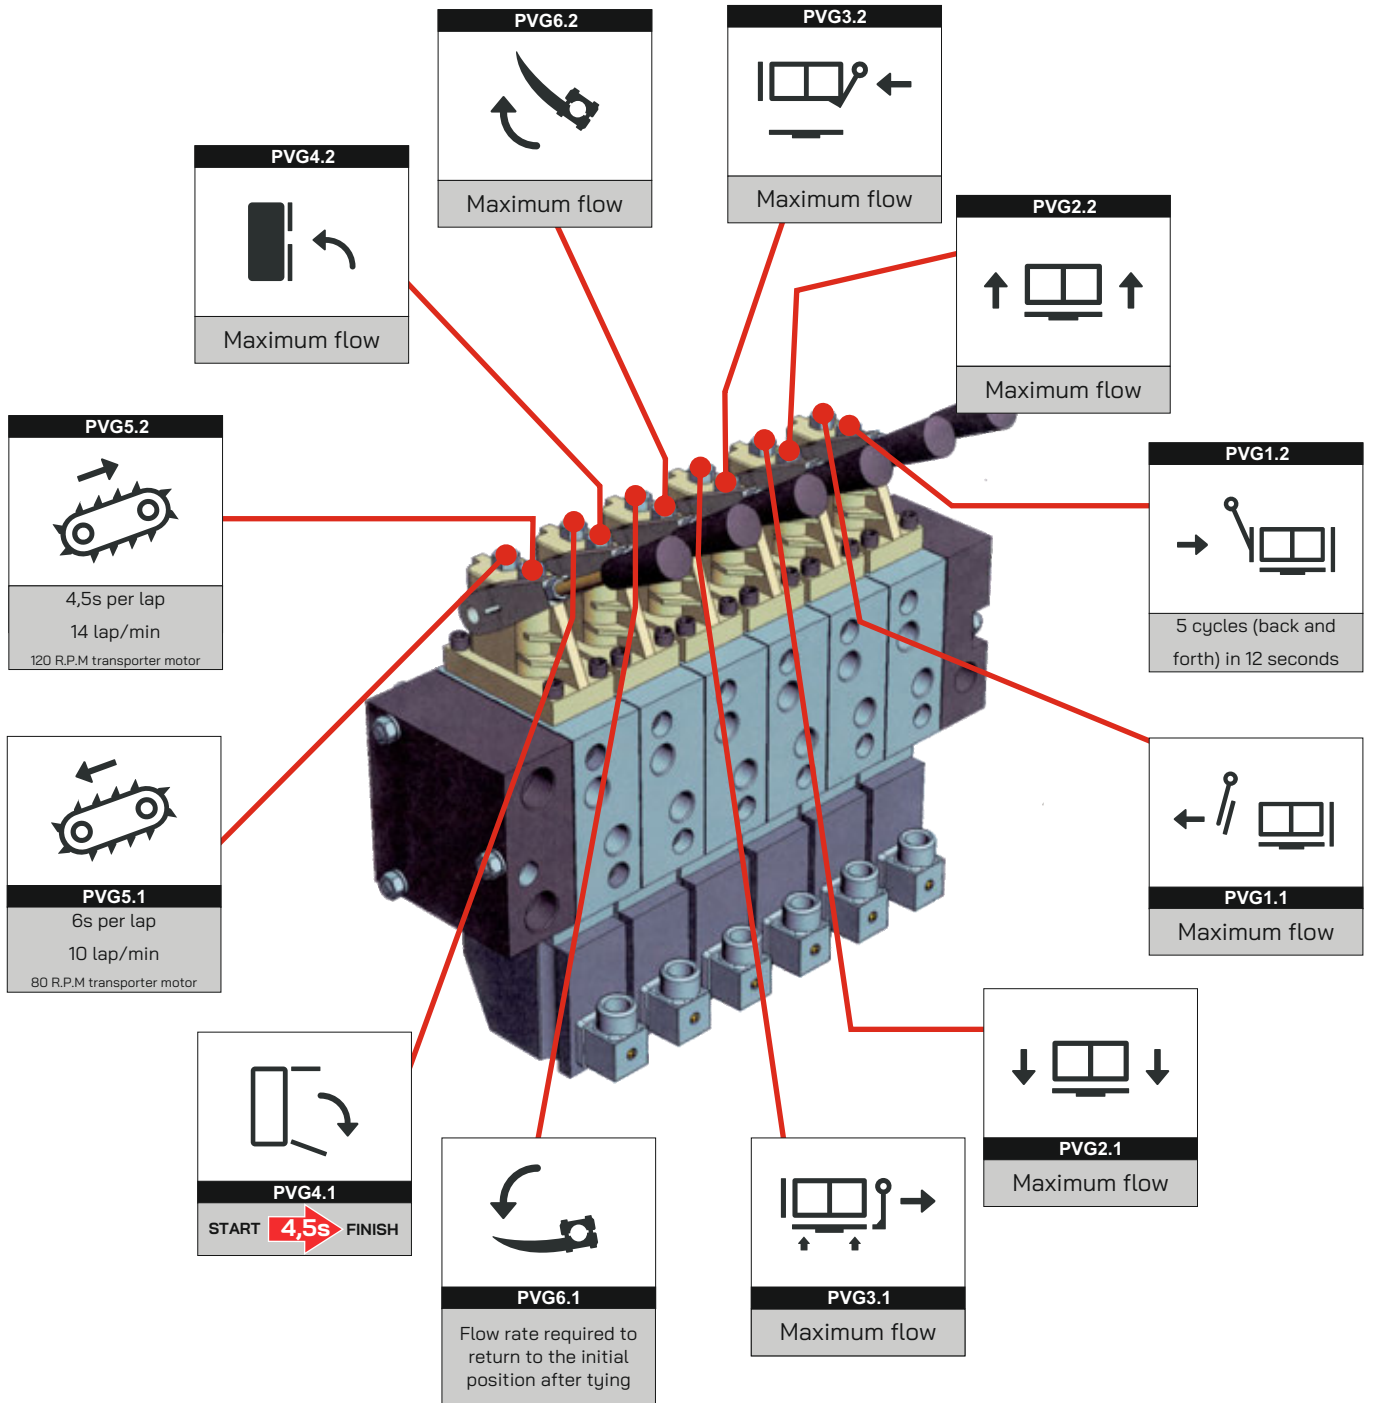 PVG6.2
Maximum flow
PVG3.2
Maximum flow
PVG4.2
Maximum flow
PVG2.2
Maximum flow
PVG5.2
4,5s per lap
14 lap/min
120 R.P.M transporter motor
PVG1.2
5 cycles (back and
forth) in 12 seconds
PVG5.1
6s per lap
10 lap/min
80 R.P.M transporter motor
PVG1.1
Maximum flow
PVG4.1
START 4,5s FINISH
PVG6.1
Flow rate required to
return to the initial
position after tying
PVG3.1
Maximum flow
PVG2.1
Maximum flow